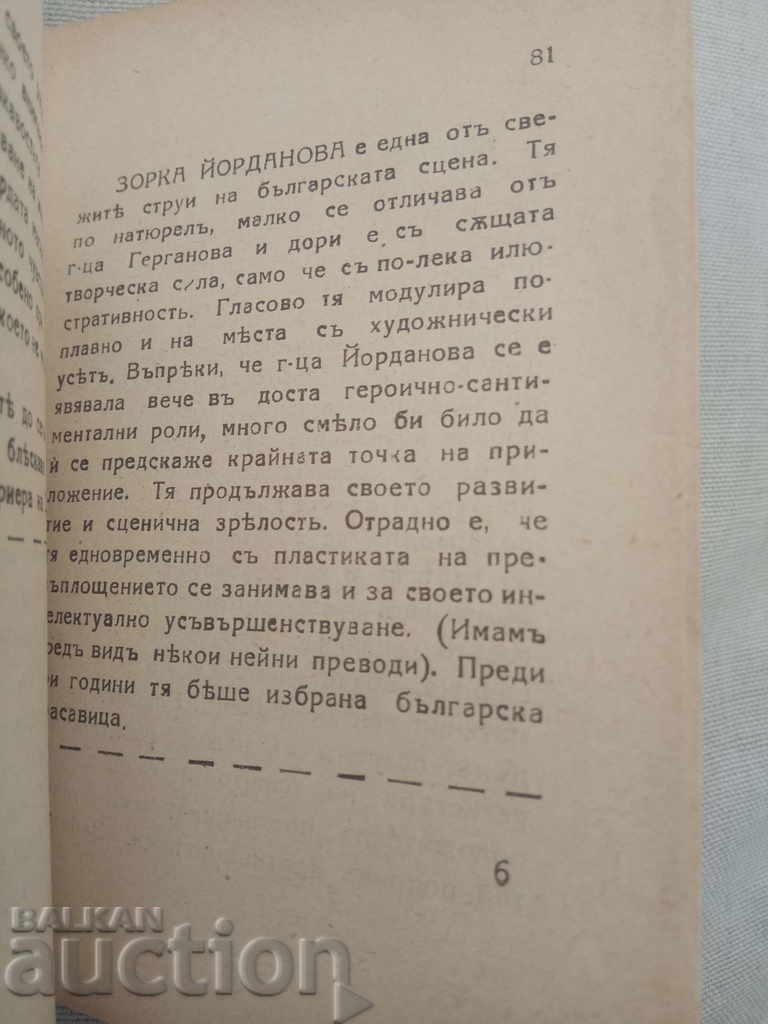 81
ЗОРКА ЙОРДАНОВА е една отъ све-
житѣ струи на българската сцена. Тя
по натюрелъ, малко се отличава отъ
г-ца Герганова и дори е съ сѫщата
творческа сила, само че съ по-лека илю-
стративность. Гласово тя модулира по-
плавно и на мѣста съ художнически
усѣтъ. Въпрѣки, че г-ца Йорданова се е
явявала вече въ доста героично-санти-
ментални роли, много смѣло би било да
ѝ се предскаже крайната точка на при-
ложение. Тя продължава своето разви-
тие и сценична зрѣлость. Отрадно е, че
тя едновременно съ пластиката на пре-
въплощението се занимава и за своето ин-
електуално усъвършенствуване. (Имамъ
редъ видъ нѣкои нейни преводи). Преди
ри години тя бѣше избрана българска
расавица.
6
BALKAN
auction